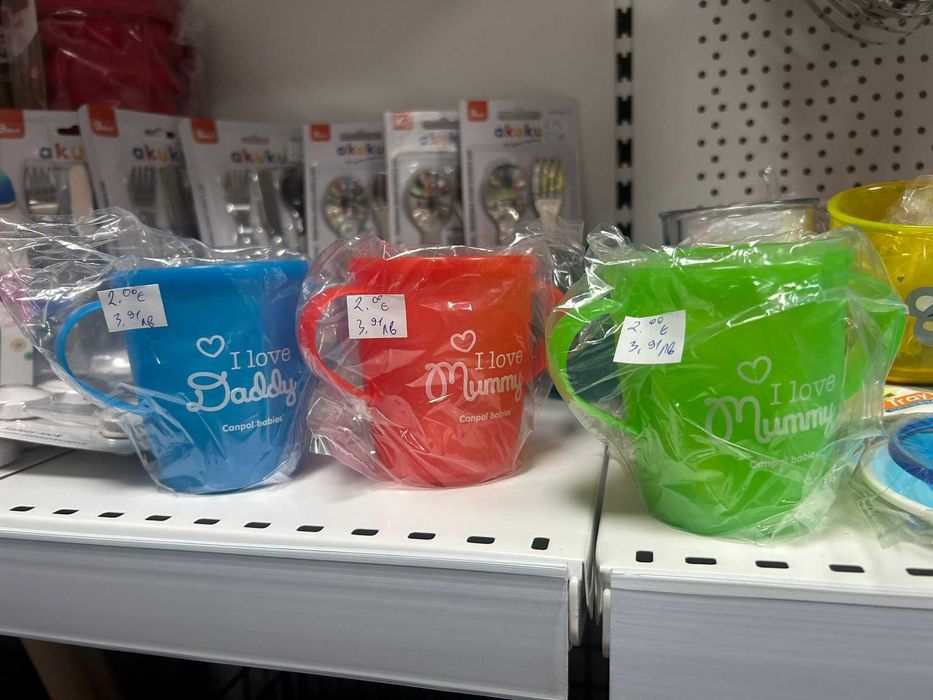 akuku
akuku
akuku
akuku
akuku
2.00 €
3.91 лв
I love
Daddy
Canpol babies
2.00 €
3.91 лв
I love
Mummy
Canpol babies
2.00 €
3.91 лв
I love
Mummy
Canpol babies